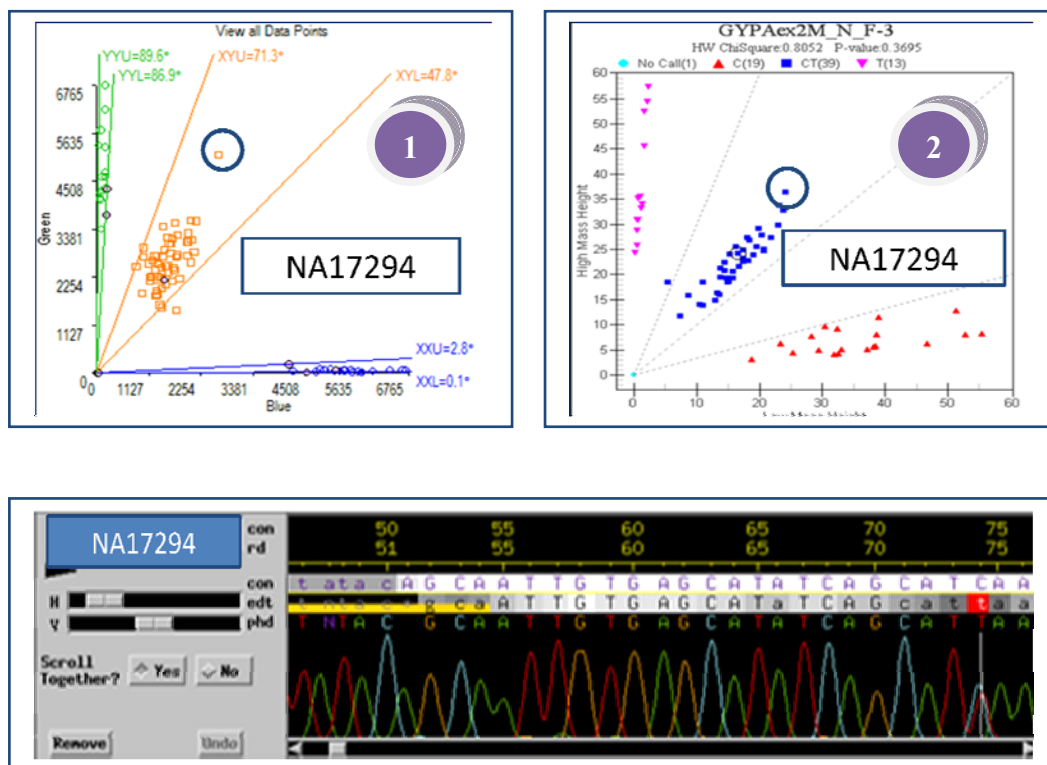 View all Data Points
YYU=89.6°
YYL=86.9°
XYU=71.3°
XYL=47.8°
6765
5635
4508
3381
2254
1127
0
Green
1
NA17294
XXU=2.8°
XXL=0.1°
0 1127 2254 3381 4508 5635 6765
Blue
GYPAex2M_N_F-3
HW ChiSquare:0.8052 P-value:0.3695
No Call(1) C(19) CT(39) T(13)
60
55
50
45
40
35
30
25
20
15
10
5
0
High Mass Height
2
NA17294
0 10 20 30 40 50 60
NA17294
con 50 55 60 65 70 75
rd 51 55 60 65 70 75
con t a t a c A G C A A T T G T G A G C A T A T C A G C A T C A A
edt g c a A T T G T G A G C A T a T C A G c a t t t a a
phd T N T A C G C A A T T G T G A G C A T A T C A G C A T T A A
H
V
Scroll Together? Yes No
Remove Undo